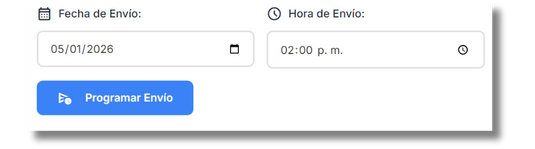 Fecha de Envío:
Hora de Envío:
05/01/2026
02:00 p. m.
Programar Envío